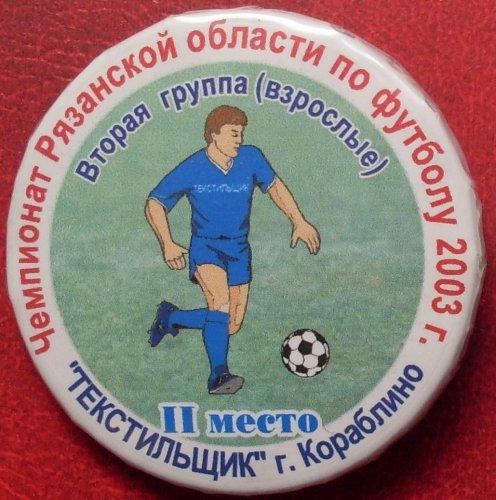 Чемпионат Рязанской области по футболу 2003 г.
Вторая группа (взрослые)
ТЕКСТИЛЬЩИК
II место
"ТЕКСТИЛЬЩИК" г. Кораблино